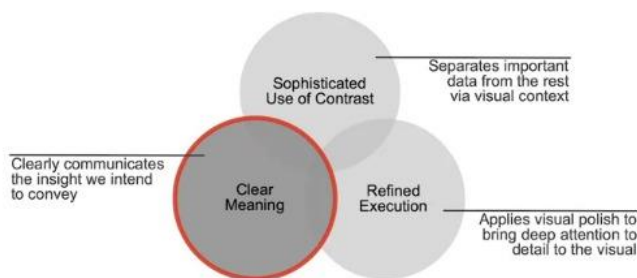 Sophisticated
Use of Contrast
Separates important
data from the rest
via visual context
Clearly communicates
the insight we intend
to convey
Clear
Meaning
Refined
Execution
Applies visual polish to
bring deep attention to
detail to the visual